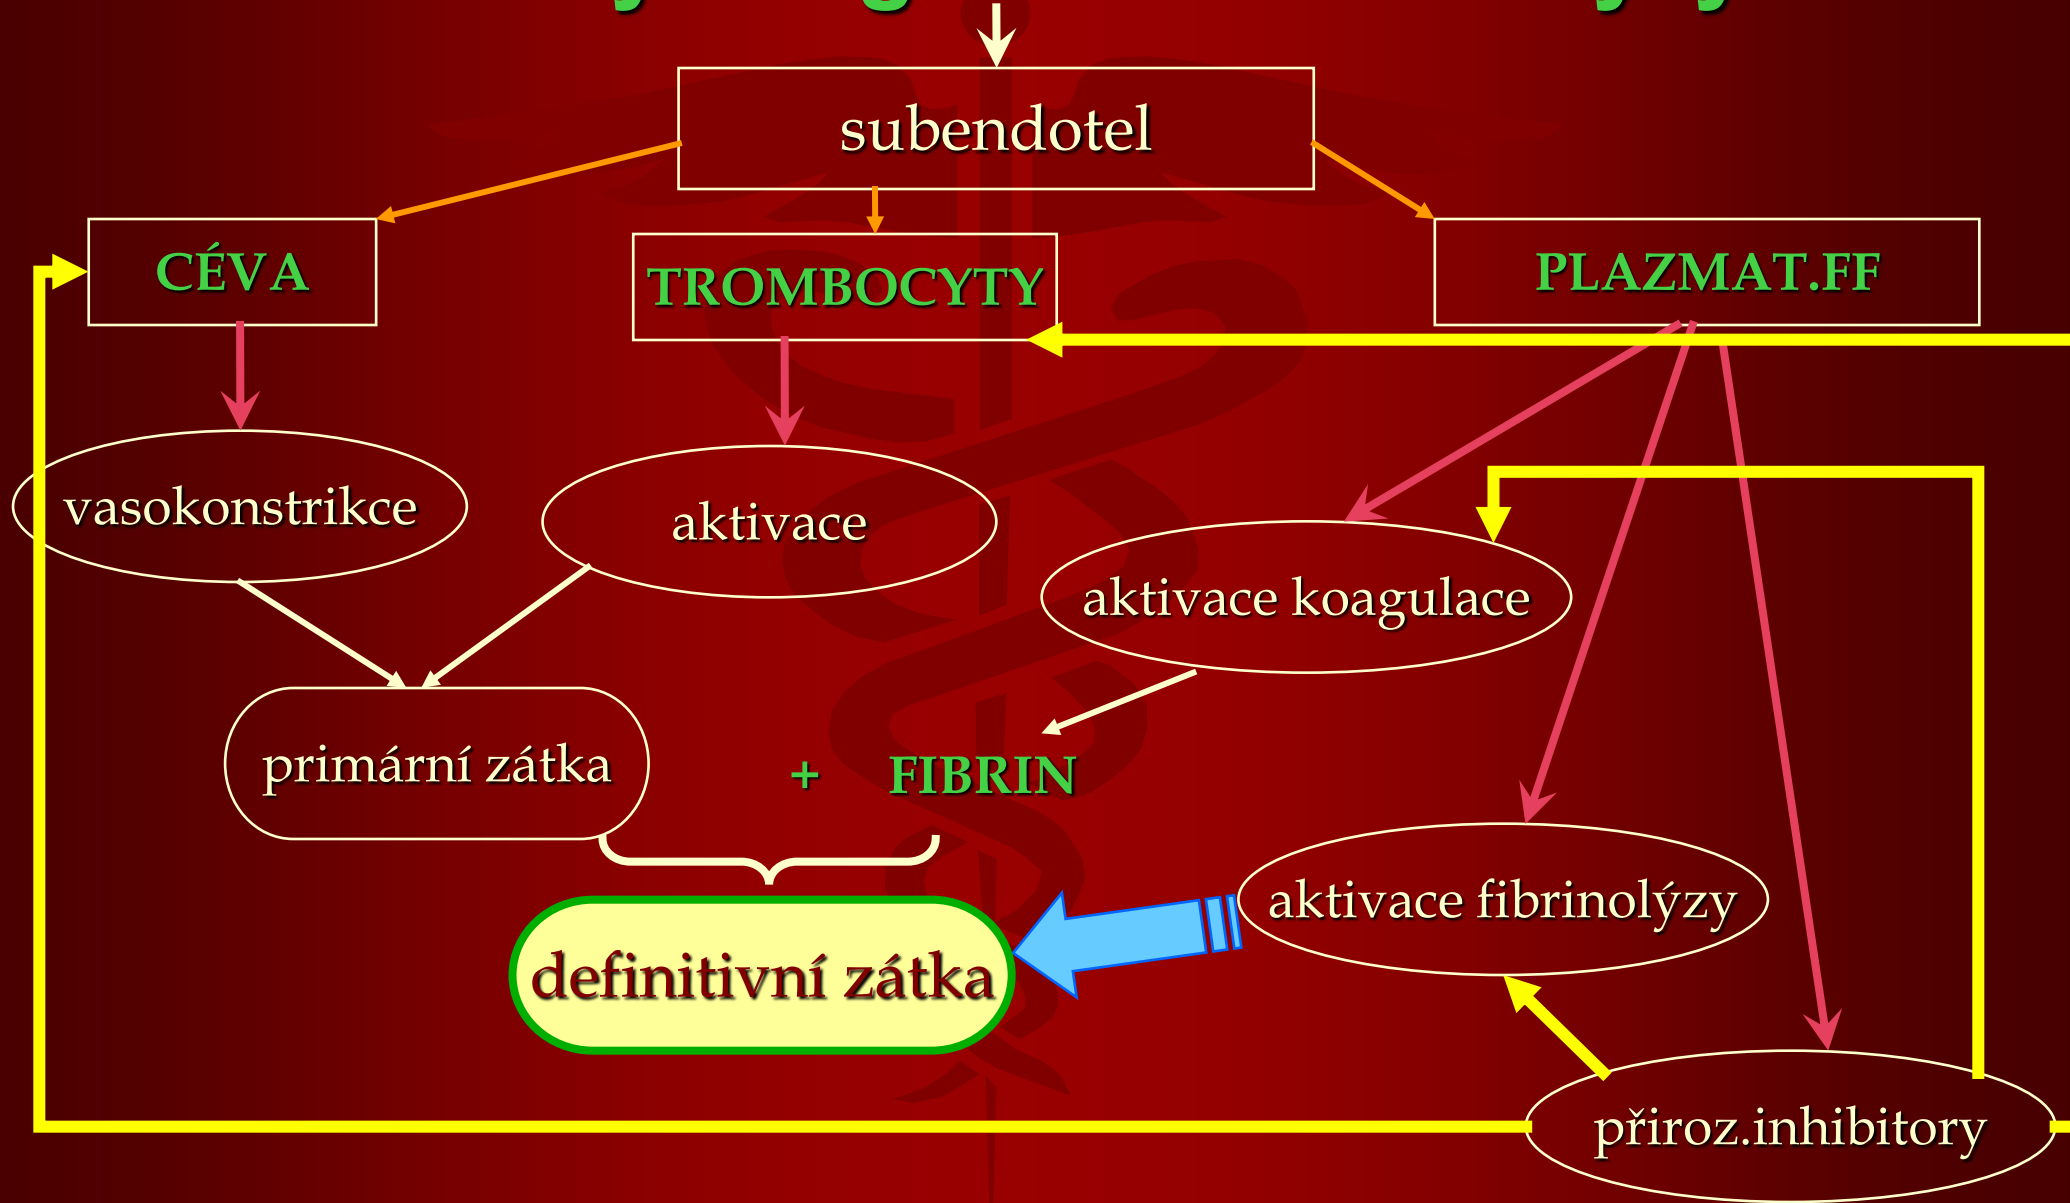 subendotel
CÉVA
TROMBOCYTY
PLAZMAT.FF
vasokonstrikce
aktivace
aktivace koagulace
primární zátka
+ FIBRIN
aktivace fibrinolýzy
definitivní zátka
přiroz.inhibitory